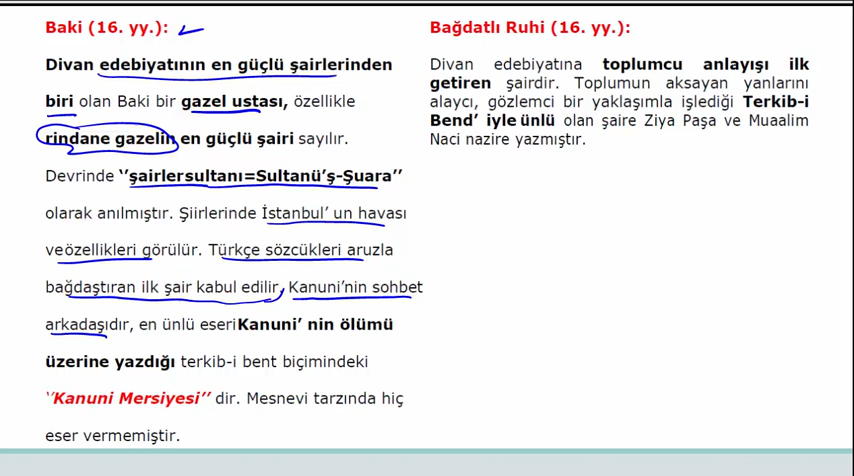 Baki (16. yy.):
Divan edebiyatının en güçlü şairlerinden
biri olan Baki bir gazel ustası, özellikle
rindane gazelin en güçlü şairi sayılır.
Devrinde ‘’şairlersultanı=Sultanü’ş-Şuara’’
olarak anılmıştır. Şiirlerinde İstanbul’ un havası
veözellikleri görülür. Türkçe sözcükleri aruzla
bağdaştıran ilk şair kabul edilir, Kanuni’nin sohbet
arkadaşıdır, en ünlü eseriKanuni’ nin ölümü
üzerine yazdığı terkib-i bent biçimindeki
‘’Kanuni Mersiyesi’’ dir. Mesnevi tarzında hiç
eser vermemiştir.
Bağdatlı Ruhi (16. yy.):
Divan edebiyatına toplumcu anlayışı ilk
getiren şairdir. Toplumun aksayan yanlarını
alaycı, gözlemci bir yaklaşımla işlediği Terkib-i
Bend’ iyle ünlü olan şaire Ziya Paşa ve Muaalim
Naci nazire yazmıştır.